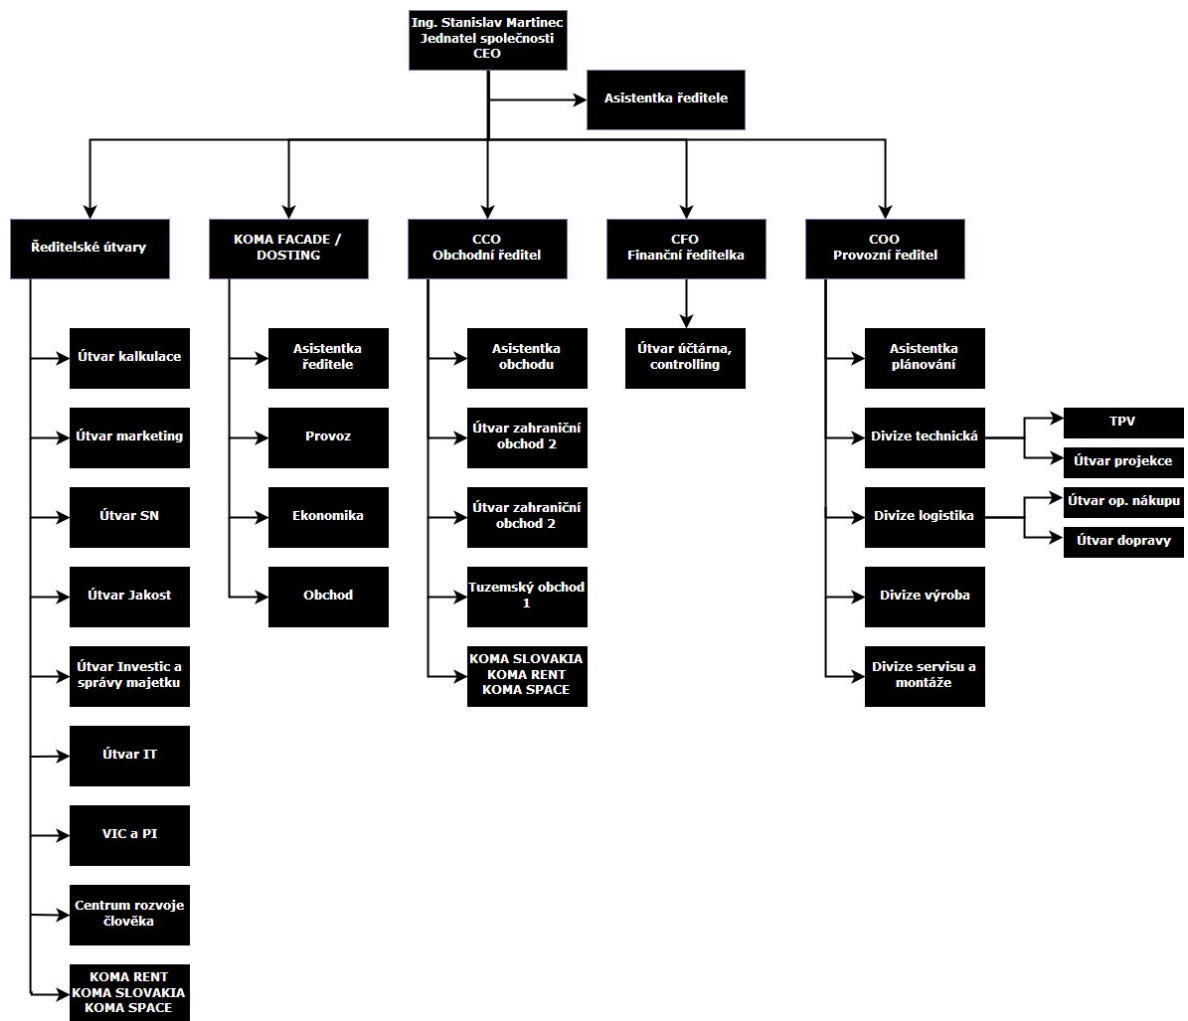 Ing. Stanislav Martinec
Jednatel společnosti
CEO
Asistentka ředitele
Ředitelské útvary
KOMA FACADE /
DOSTING
CCO
Obchodní ředitel
CFO
Finanční ředitelka
COO
Provozní ředitel
Útvar kalkulace
Útvar marketing
Útvar SN
Útvar Jakost
Útvar Investic a
správy majetku
Útvar IT
VIC a PI
Centrum rozvoje
člověka
KOMA RENT
KOMA SLOVAKIA
KOMA SPACE
Asistentka
ředitele
Provoz
Ekonomika
Obchod
Asistentka
obchodu
Útvar zahraniční
obchod 2
Útvar zahraniční
obchod 2
Tuzemský obchod
1
KOMA SLOVAKIA
KOMA RENT
KOMA SPACE
Útvar účtárna,
controlling
Asistentka
plánování
Divize technická
TPV
Útvar projekce
Divize logistika
Útvar op. nákupu
Útvar dopravy
Divize výroba
Divize servisu a
montáže